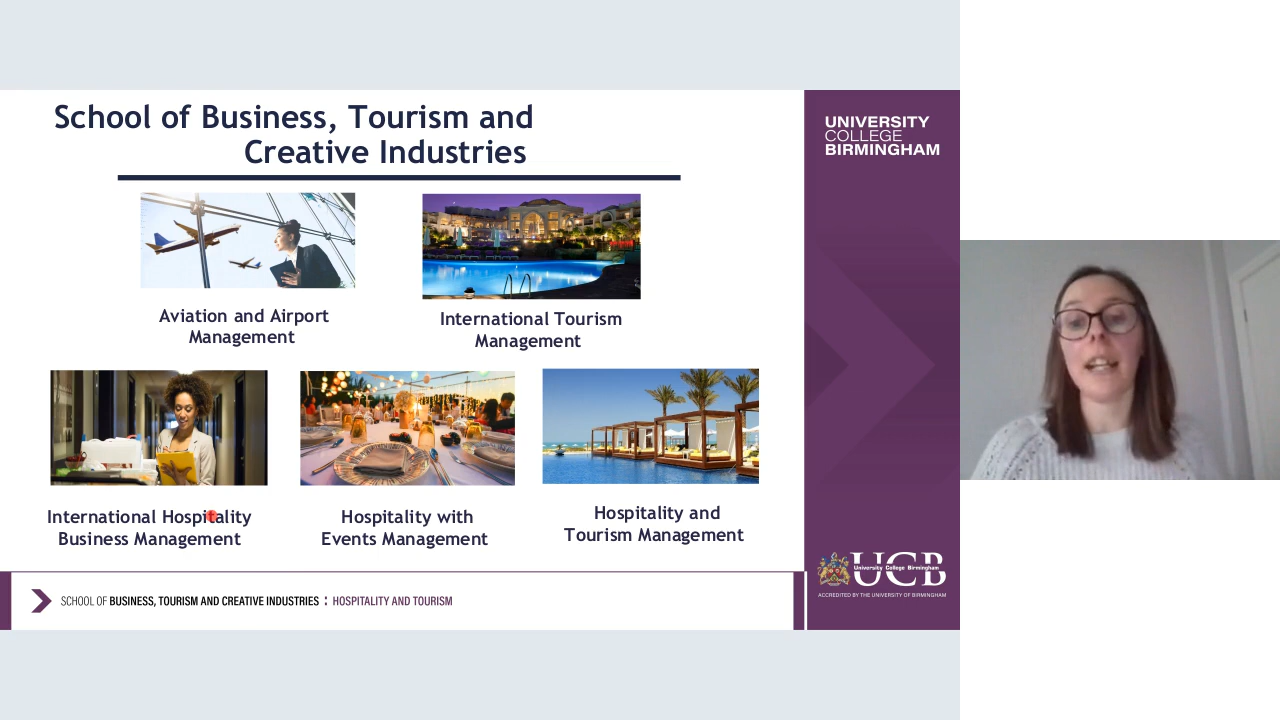 School of Business, Tourism and
Creative Industries
UNIVERSITY
COLLEGE
BIRMINGHAM
Aviation and Airport
Management
International Tourism
Management
International Hospitality
Business Management
Hospitality with
Events Management
Hospitality and
Tourism Management
UCB
University College Birmingham
ACCREDITED BY THE UNIVERSITY OF BIRMINGHAM
SCHOOL OF BUSINESS, TOURISM AND CREATIVE INDUSTRIES : HOSPITALITY AND TOURISM